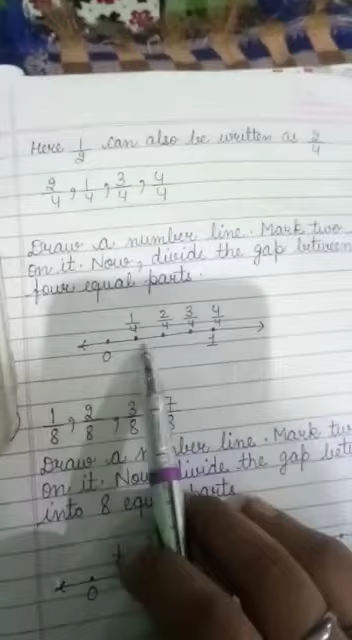 Here 1/2 can also be written as 2/4
2/4, 1/4, 3/4, 4/4
Draw a number line. Mark two
on it. Now, divide the gap between
four equal parts.
1/4 2/4 3/4 4/4
0 1
1/8, 2/8, 3/8
Draw a number line. Mark two
on it. Now divide the gap
into 8 equal parts
0